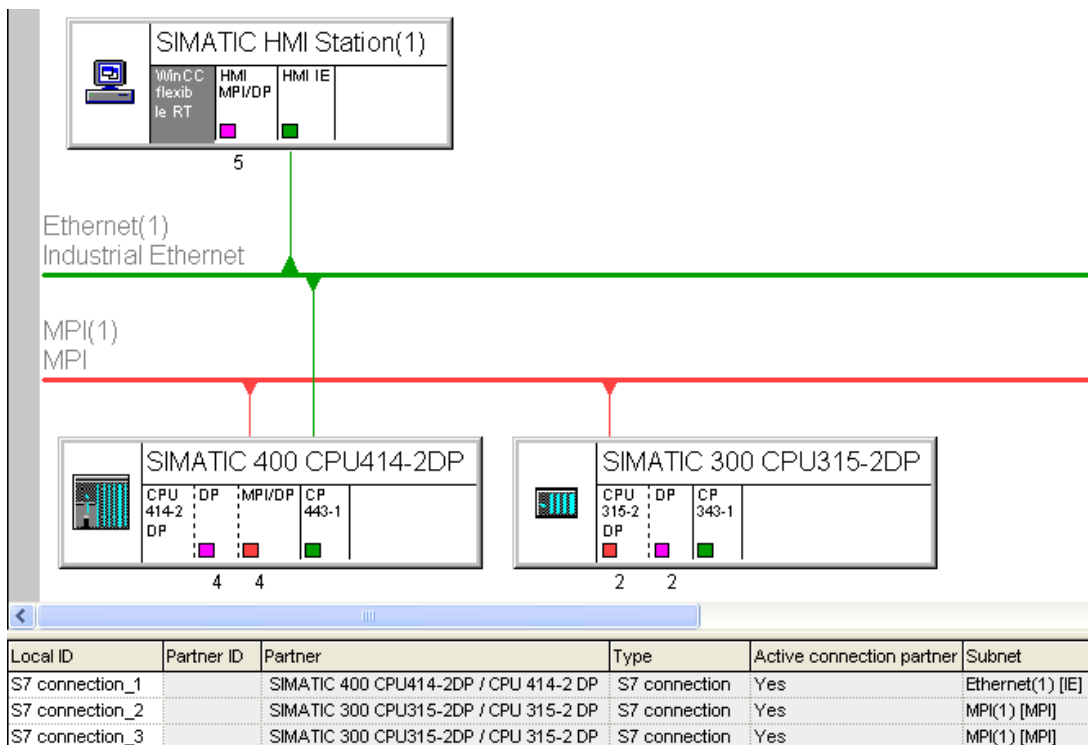 SIMATIC HMI Station(1)
WinCC flexib le RT
HMI MPI/DP
HMI IE
5
Ethernet(1)
Industrial Ethernet
MPI(1)
MPI
SIMATIC 400 CPU414-2DP
CPU 414-2 DP
DP
MPI/DP
CP 443-1
4 4
SIMATIC 300 CPU315-2DP
CPU 315-2 DP
DP
CP 343-1
2 2
Local ID Partner ID Partner Type Active connection partner Subnet
S7 connection_1 SIMATIC 400 CPU414-2DP / CPU 414-2 DP S7 connection Yes Ethernet(1) [IE]
S7 connection_2 SIMATIC 300 CPU315-2DP / CPU 315-2 DP S7 connection Yes MPI(1) [MPI]
S7 connection_3 SIMATIC 300 CPU315-2DP / CPU 315-2 DP S7 connection Yes MPI(1) [MPI]